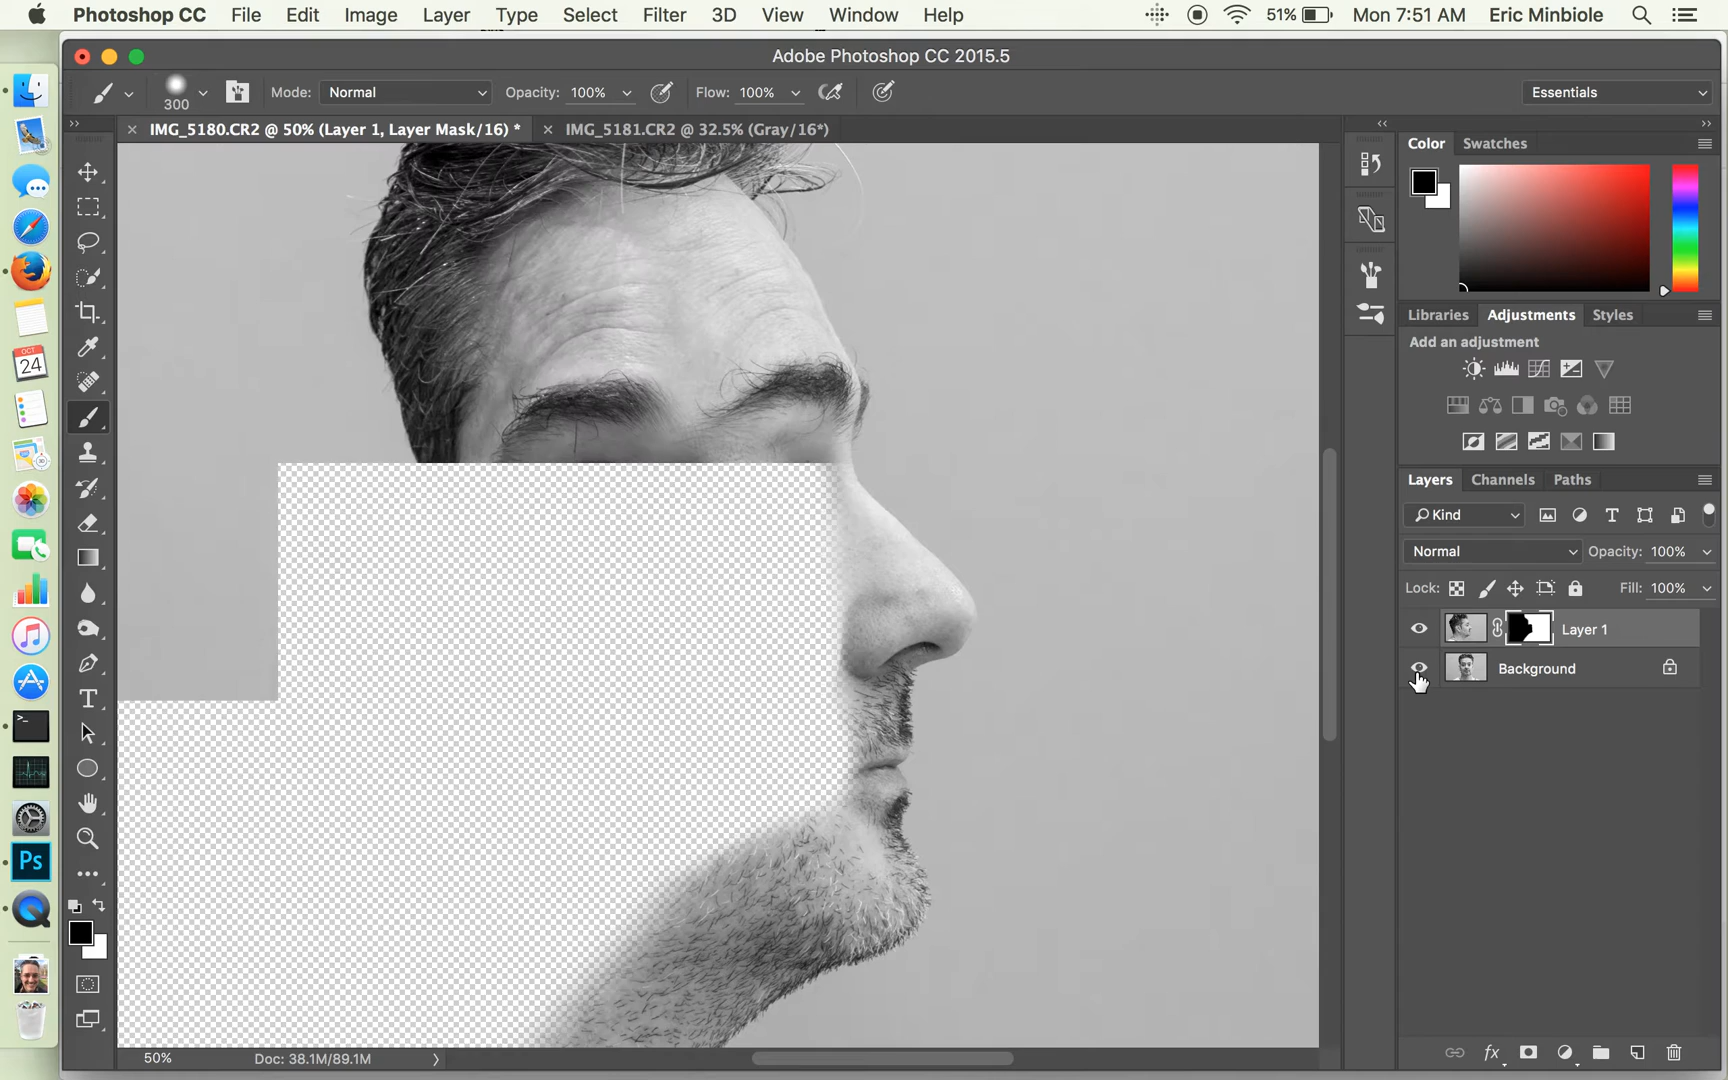 Photoshop CC File Edit Image Layer Type Select Filter 3D View Window Help 51% Mon 7:51 AM Eric Minbiole
Adobe Photoshop CC 2015.5
300 Mode: Normal Opacity: 100% Flow: 100% Essentials
IMG_5180.CR2 @ 50% (Layer 1, Layer Mask/16) * IMG_5181.CR2 @ 32.5% (Gray/16*)
Color Swatches
Libraries Adjustments Styles
Add an adjustment
OCT
24
Layers Channels Paths
Kind
Normal Opacity: 100%
Lock: Fill: 100%
Layer 1
Background
T
Ps
50% Doc: 38.1M/89.1M
fx